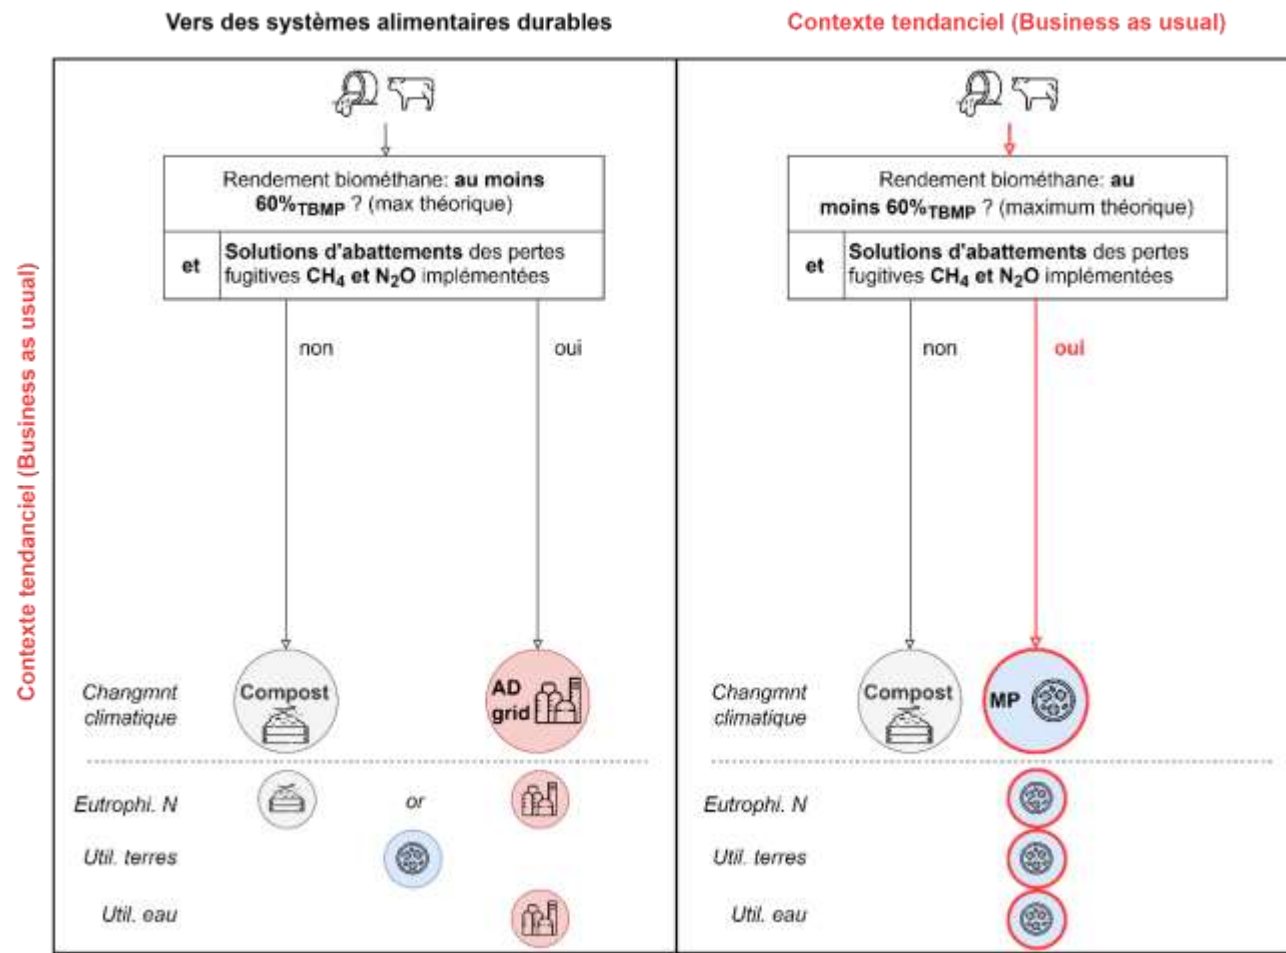 Vers des systèmes alimentaires durables
Contexte tendanciel (Business as usual)
Contexte tendanciel (Business as usual)
Rendement biométhane: au moins
60%TBMP ? (max théorique)
et
Solutions d'abattements des pertes
fugitives CH4 et N2O implémentées
non
oui
Changmnt
climatique
Compost
AD
grid
Eutrophi. N
or
Util. terres
Util. eau
Rendement biométhane: au
moins 60%TBMP ? (maximum théorique)
et
Solutions d'abattements des pertes
fugitives CH4 et N2O implémentées
non
oui
Changmnt
climatique
Compost
MP
Eutrophi. N
Util. terres
Util. eau